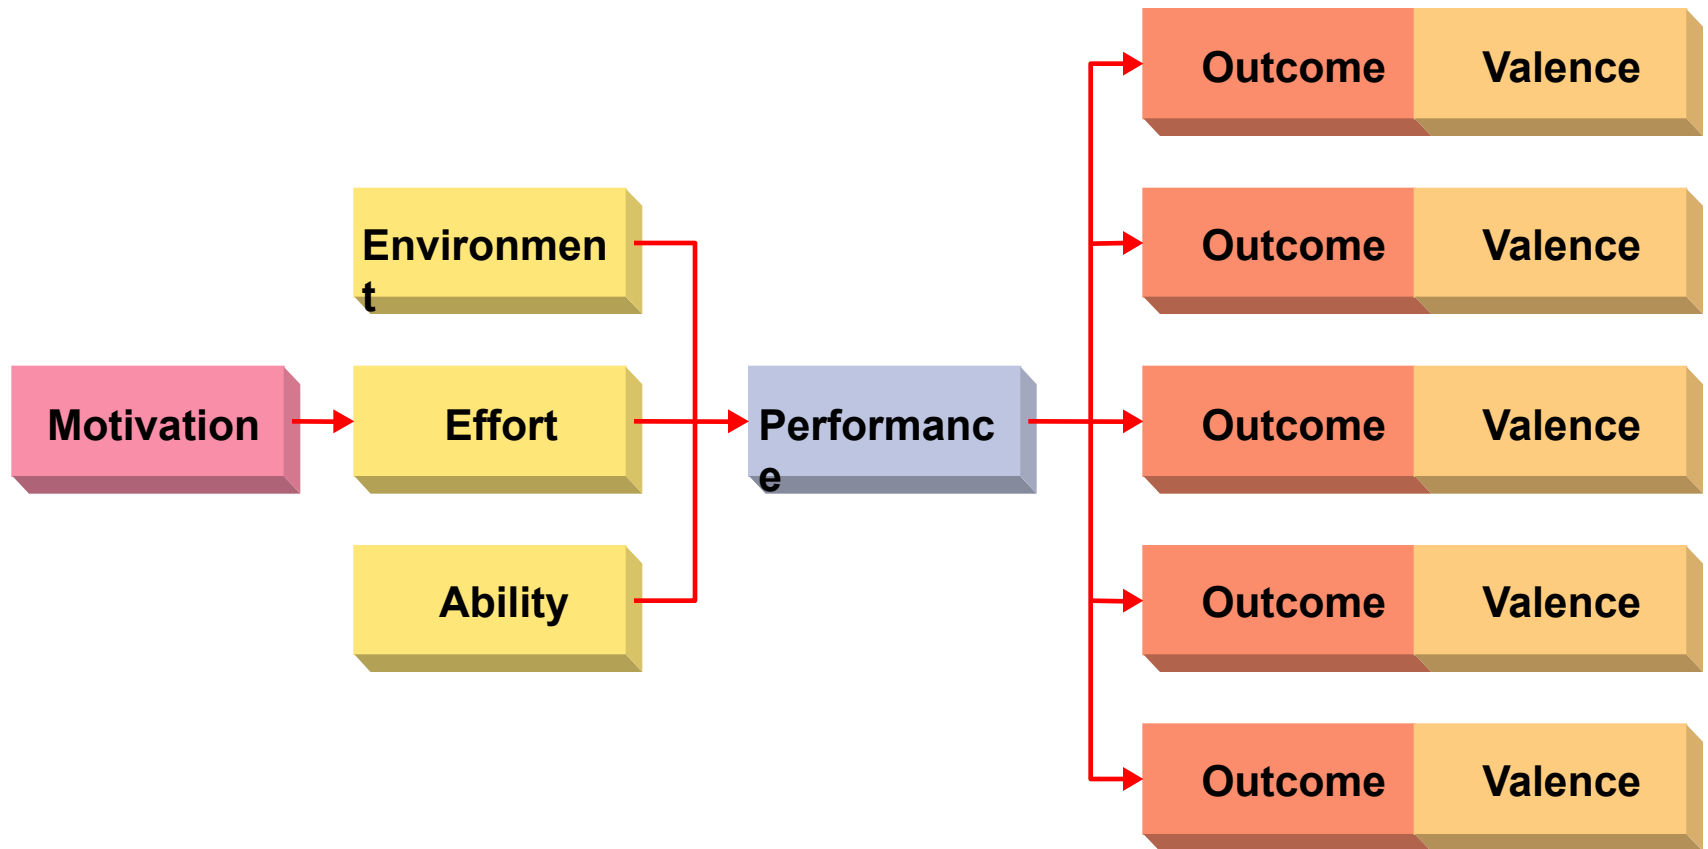 Outcome Valence
Environmen
t
Outcome Valence
Motivation
Effort
Performanc
e
Outcome Valence
Ability
Outcome Valence
Outcome Valence